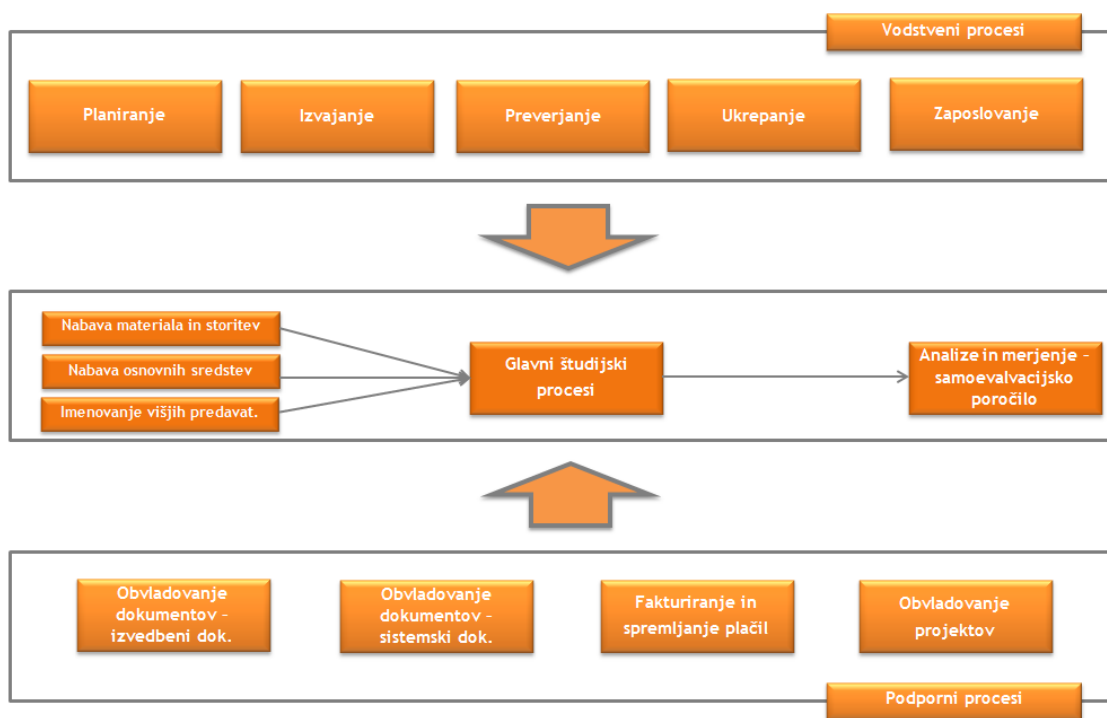 Vodstveni procesi
Planiranje
Izvajanje
Preverjanje
Ukrepanje
Zaposlovanje
Nabava materiala in storitev
Nabava osnovnih sredstev
Imenovanje višjih predavat.
Glavni študijski
procesi
Analize in merjenje –
samoevalvacijsko
poročilo
Obvladovanje
dokumentov –
izvedbeni dok.
Obvladovanje
dokumentov –
sistemski dok.
Fakturiranje in
spremljanje plačil
Obvladovanje
projektov
Podporni procesi